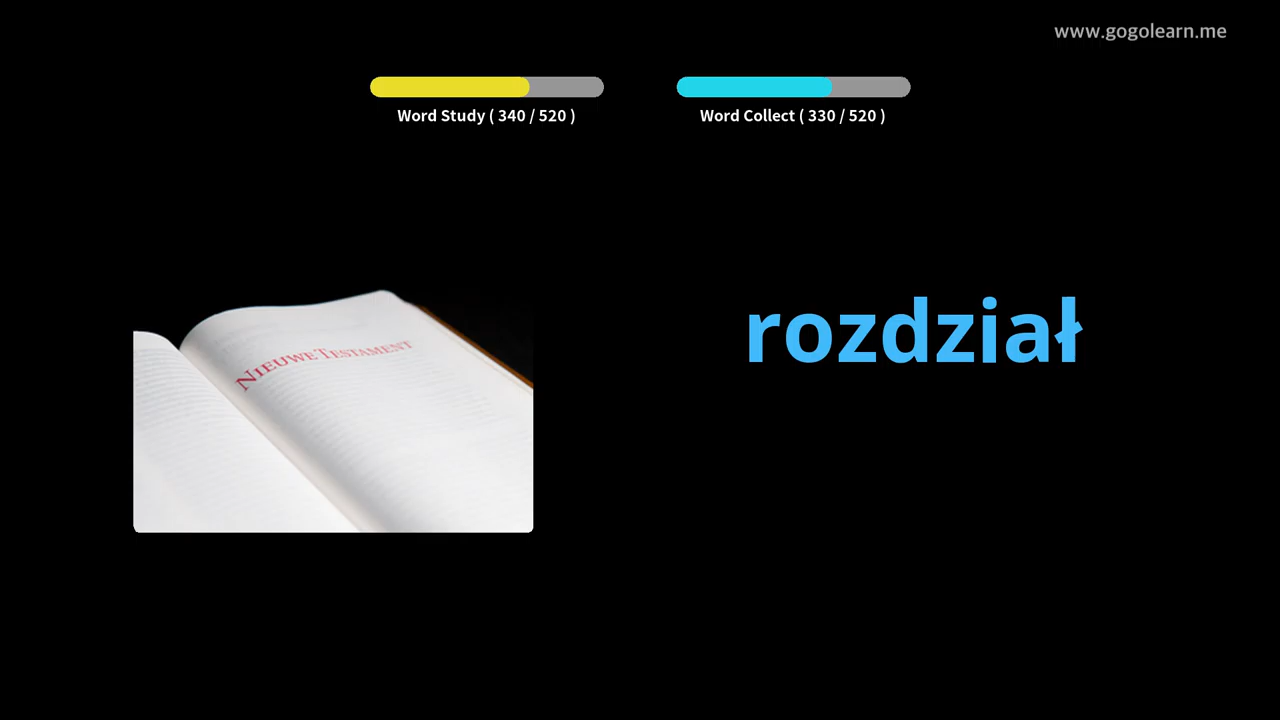 www.gogolearn.me
Word Study ( 340 / 520 )
Word Collect ( 330 / 520 )
rozdział
NIEUWE TESTAMENT